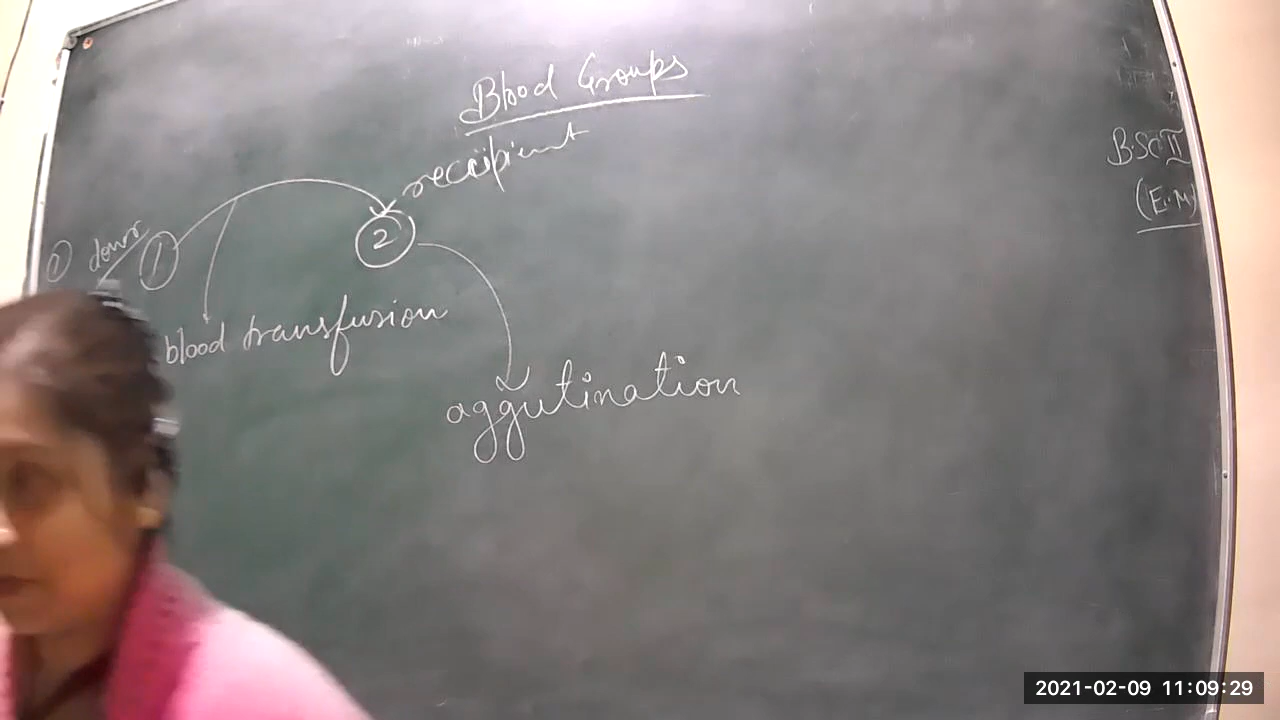 Blood Groups
recipient
B.Sc II
(E.M)
① donor ① ②
blood transfusion
aggutination
2021-02-09 11:09:29